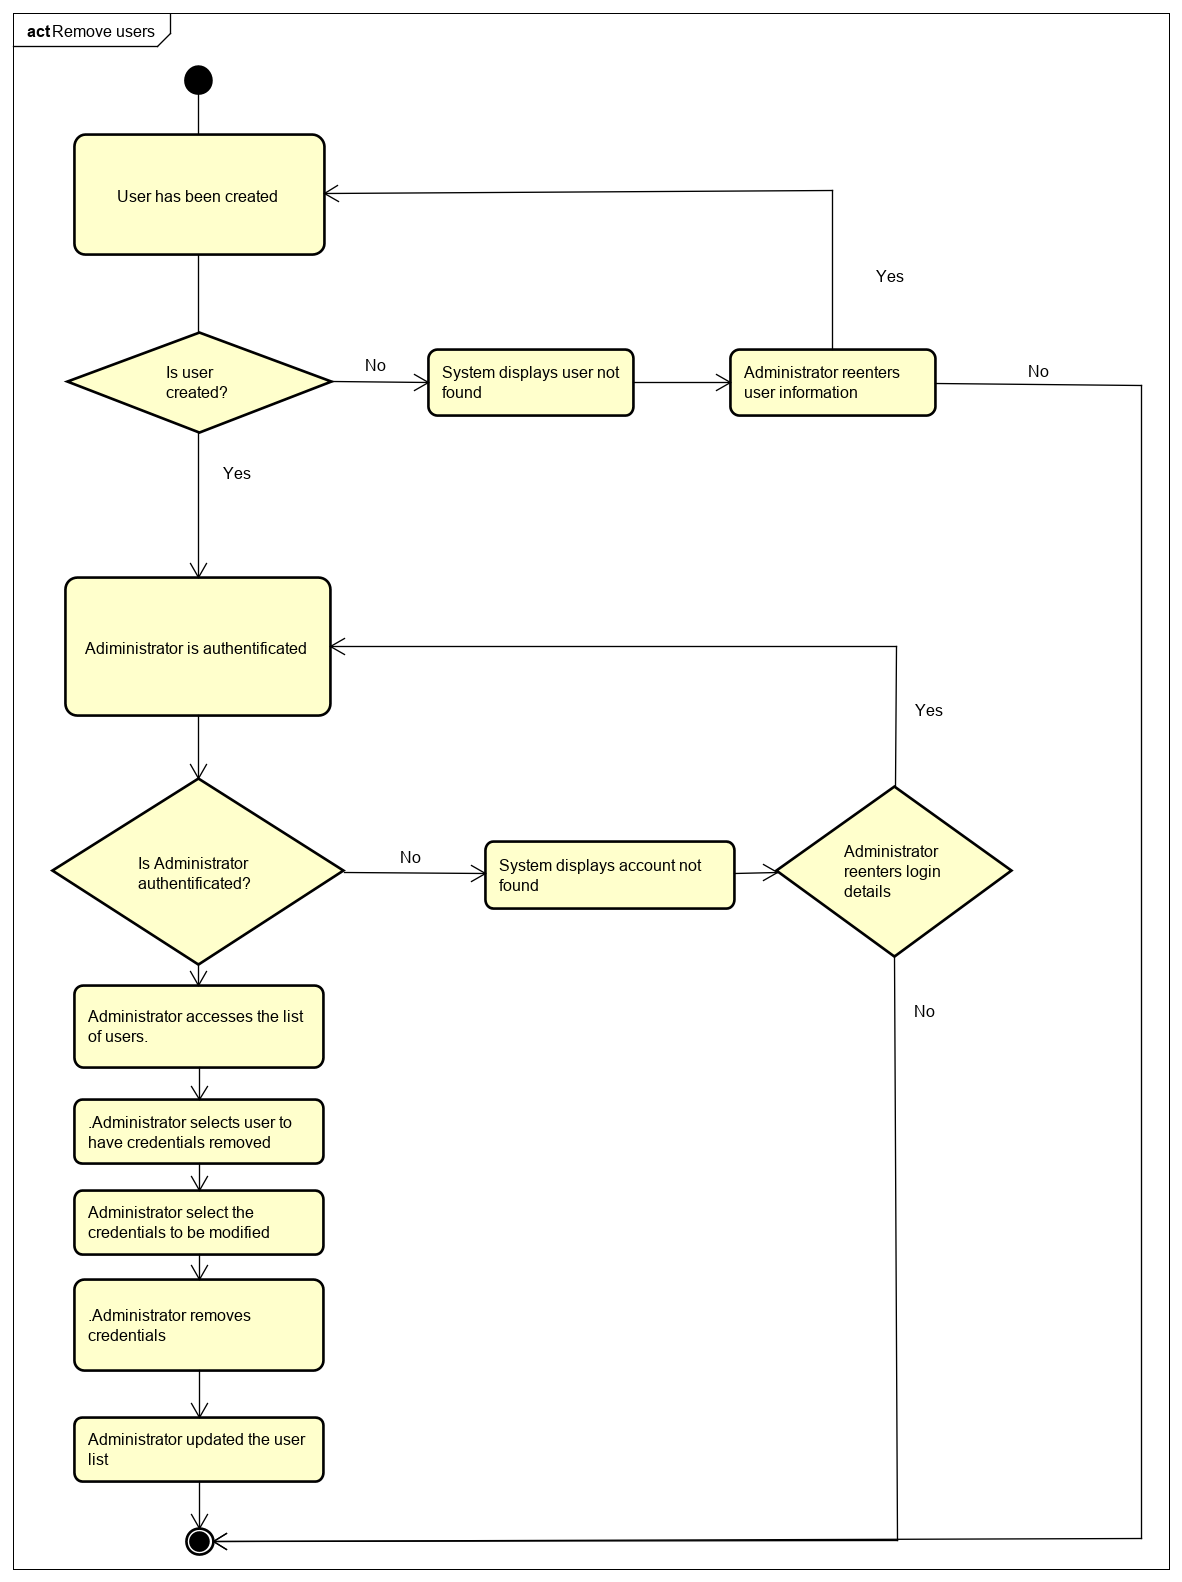 act Remove users
User has been created
Yes
Is user
created?
No
System displays user not
found
Administrator reenters
user information
No
Yes
Adiministrator is authentificated
Yes
Is Administrator
authentificated?
No
System displays account not
found
Administrator
reenters login
details
No
Administrator accesses the list
of users.
.Administrator selects user to
have credentials removed
Administrator select the
credentials to be modified
.Administrator removes
credentials
Administrator updated the user
list